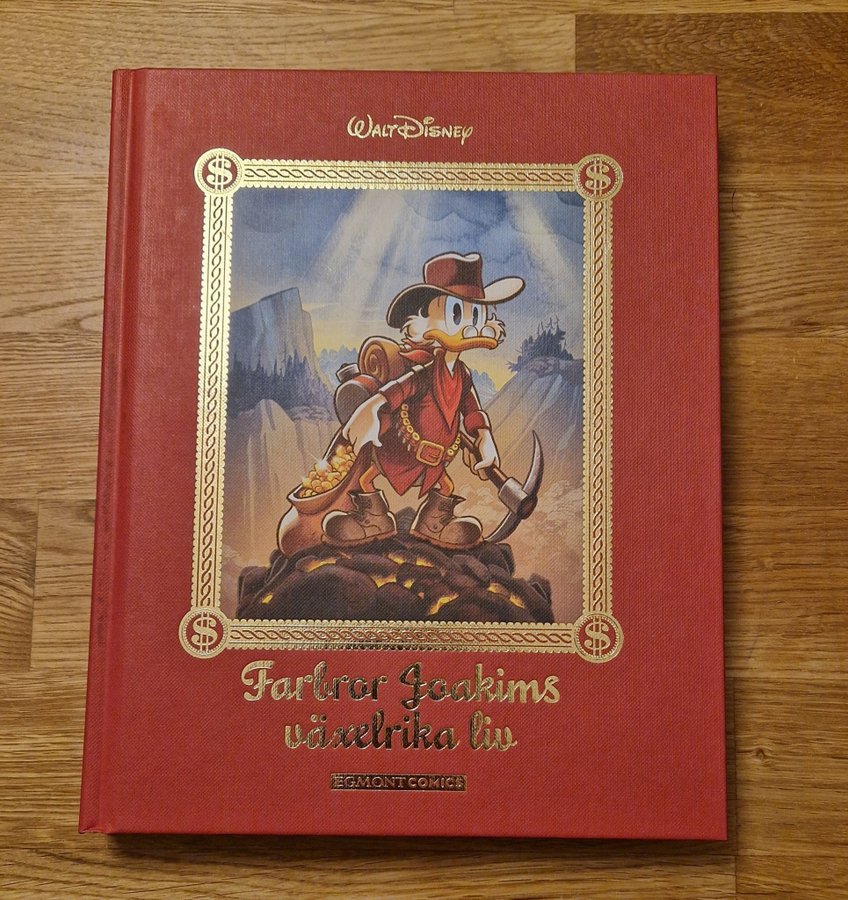 WALT DISNEY
$ $
$ $
Farbror Joakims
växelrika liv
EGMONT COMICS